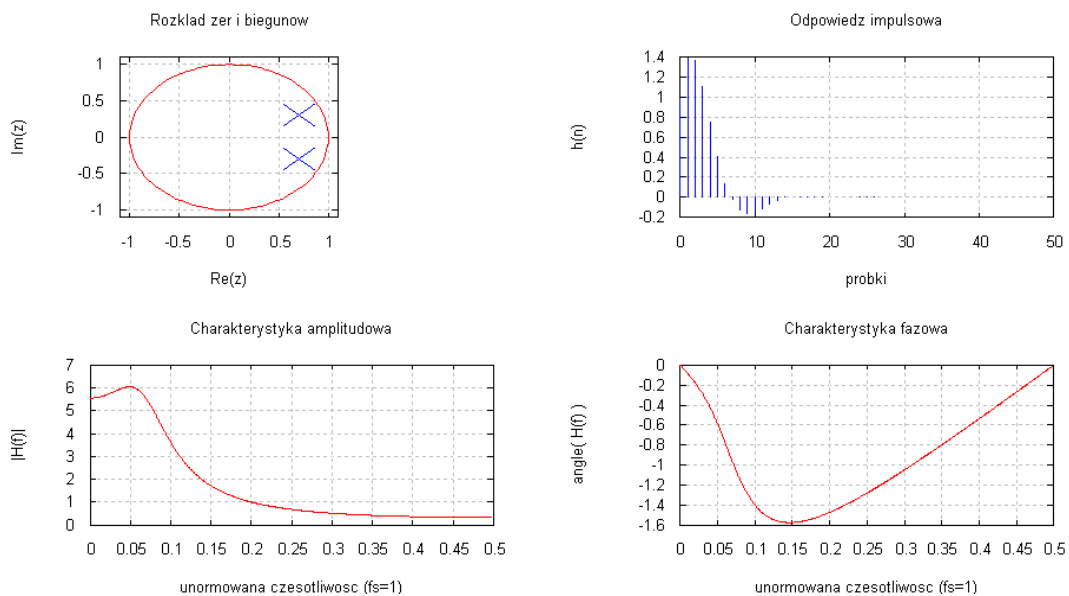 Rozklad zer i biegunow
1
0.5
0
-0.5
-1
Im(z)
-1 -0.5 0 0.5 1
Re(z)
Odpowiedz impulsowa
1.4
1.2
1
0.8
0.6
0.4
0.2
0
-0.2
h(n)
0 10 20 30 40 50
probki
Charakterystyka amplitudowa
7
6
5
4
3
2
1
0
|H(f)|
0 0.05 0.1 0.15 0.2 0.25 0.3 0.35 0.4 0.45 0.5
unormowana czesotliwosc (fs=1)
Charakterystyka fazowa
0
-0.2
-0.4
-0.6
-0.8
-1
-1.2
-1.4
-1.6
angle( H(f) )
0 0.05 0.1 0.15 0.2 0.25 0.3 0.35 0.4 0.45 0.5
unormowana czesotliwosc (fs=1)